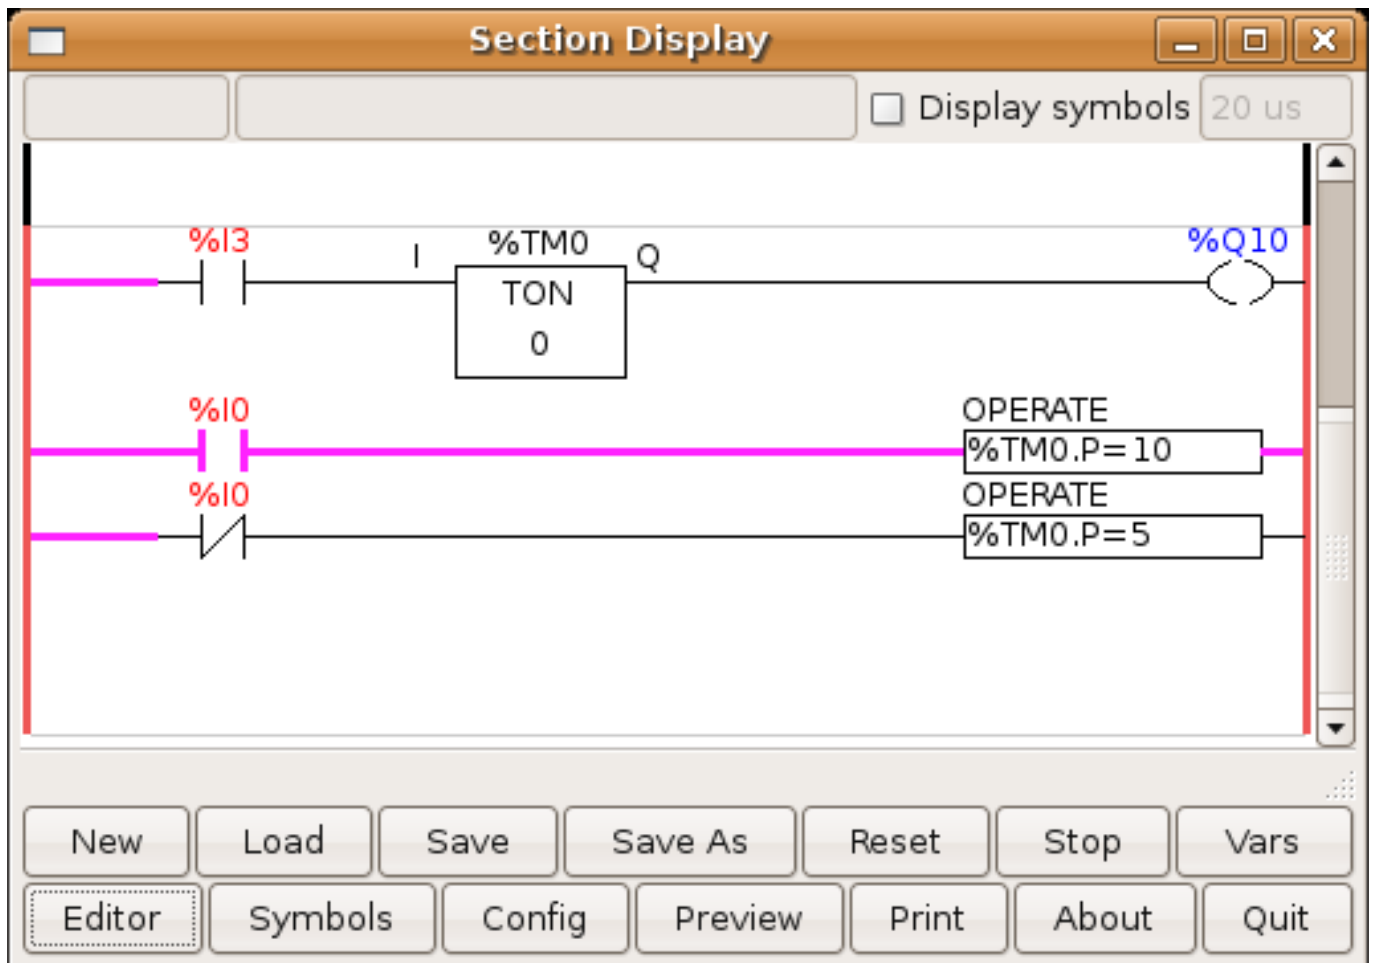 Section Display
Display symbols 20 us
%I3 I %TM0 Q %Q10
TON
0
%I0 OPERATE
%TM0.P=10
%I0 OPERATE
%TM0.P=5
New Load Save Save As Reset Stop Vars
Editor Symbols Config Preview Print About Quit